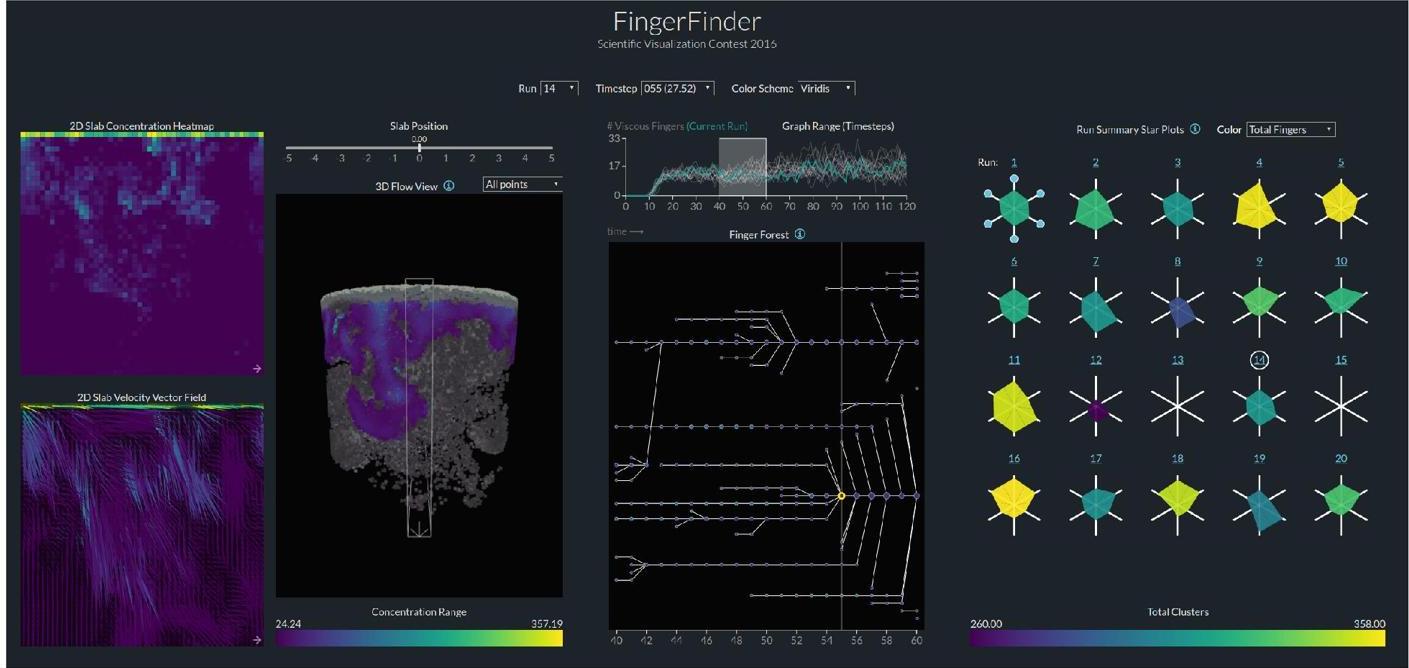 FingerFinder
Scientific Visualization Contest 2016
Run 14 Timestep 055 (27.52) Color Scheme Viridis
2D Slab Concentration Heatmap
2D Slab Velocity Vector Field
Slab Position
0.00
-5 -4 -3 -2 -1 0 1 2 3 4 5
3D Flow View All points
Concentration Range
24.24 357.19
# Viscous Fingers (Current Run) Graph Range (Timesteps)
33
17
0
0 10 20 30 40 50 60 70 80 90 100 110 120
time Finger Forest
40 42 44 46 48 50 52 54 56 58 60
Run Summary Star Plots Color Total Fingers
Run: 1 2 3 4 5
6 7 8 9 10
11 12 13 14 15
16 17 18 19 20
Total Clusters
260.00 358.00